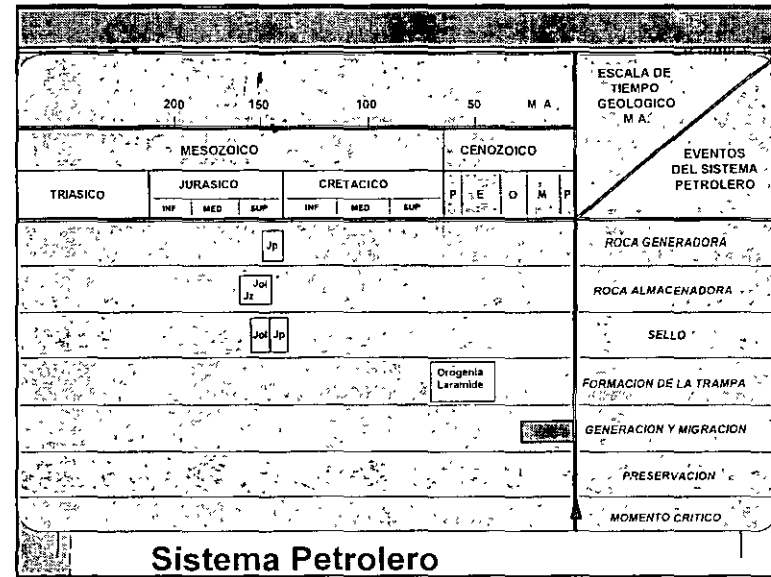 ESCALA DE
TIEMPO
GEOLOGICO
M A.
200 150 100 50 M A.
EVENTOS
DEL SISTEMA
PETROLERO
MESOZOICO CENOZOICO
TRIASICO JURASICO CRETACICO P E O M P
INF MED SUP INF MED SUP
Jp ROCA GENERADORA
Jol
Jz ROCA ALMACENADORA
Jol Jp SELLO
Orogenia
Laramide FORMACION DE LA TRAMPA
GENERACION Y MIGRACION
PRESERVACION
MOMENTO CRITICO
Sistema Petrolero